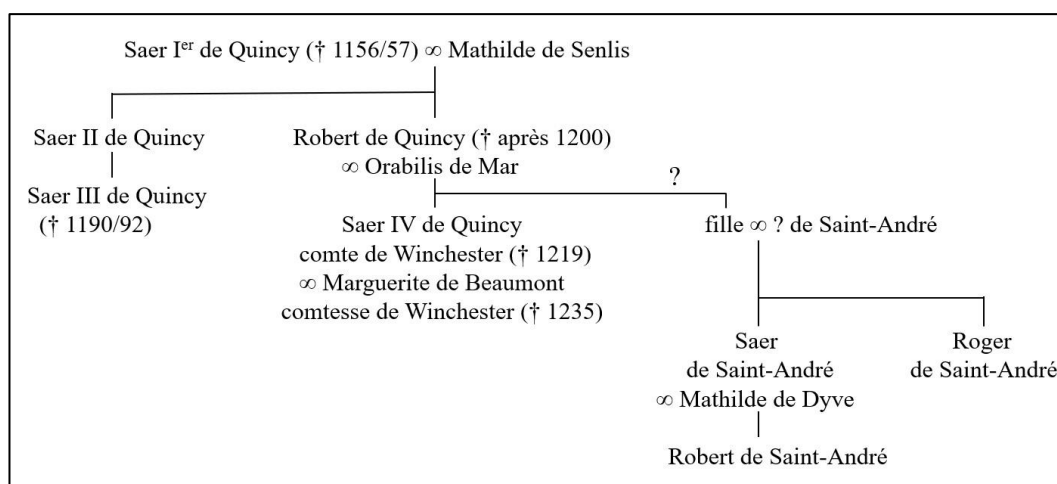 Saer Iᵉʳ de Quincy († 1156/57) ∞ Mathilde de Senlis
Saer II de Quincy
Robert de Quincy († après 1200)
∞ Orabilis de Mar
Saer III de Quincy
(† 1190/92)
?
Saer IV de Quincy
comte de Winchester († 1219)
∞ Marguerite de Beaumont
comtesse de Winchester († 1235)
fille ∞ ? de Saint-André
Saer
de Saint-André
∞ Mathilde de Dyve
Roger
de Saint-André
Robert de Saint-André